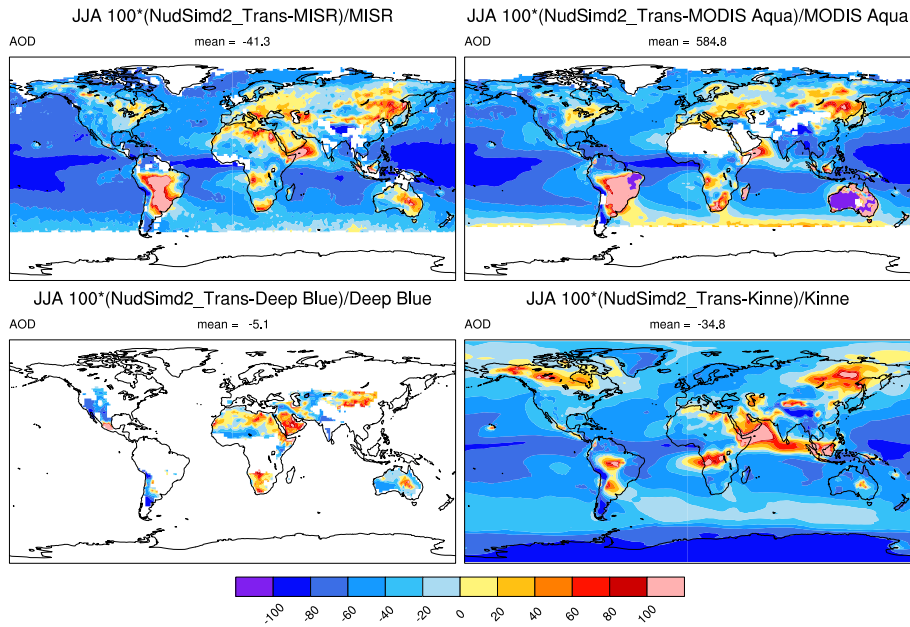 JJA 100*(NudSimd2_Trans-MISR)/MISR
AOD mean = -41.3
JJA 100*(NudSimd2_Trans-MODIS Aqua)/MODIS Aqua
AOD mean = 584.8
JJA 100*(NudSimd2_Trans-Deep Blue)/Deep Blue
AOD mean = -5.1
JJA 100*(NudSimd2_Trans-Kinne)/Kinne
AOD mean = -34.8
-100 -80 -60 -40 -20 0 20 40 60 80 100